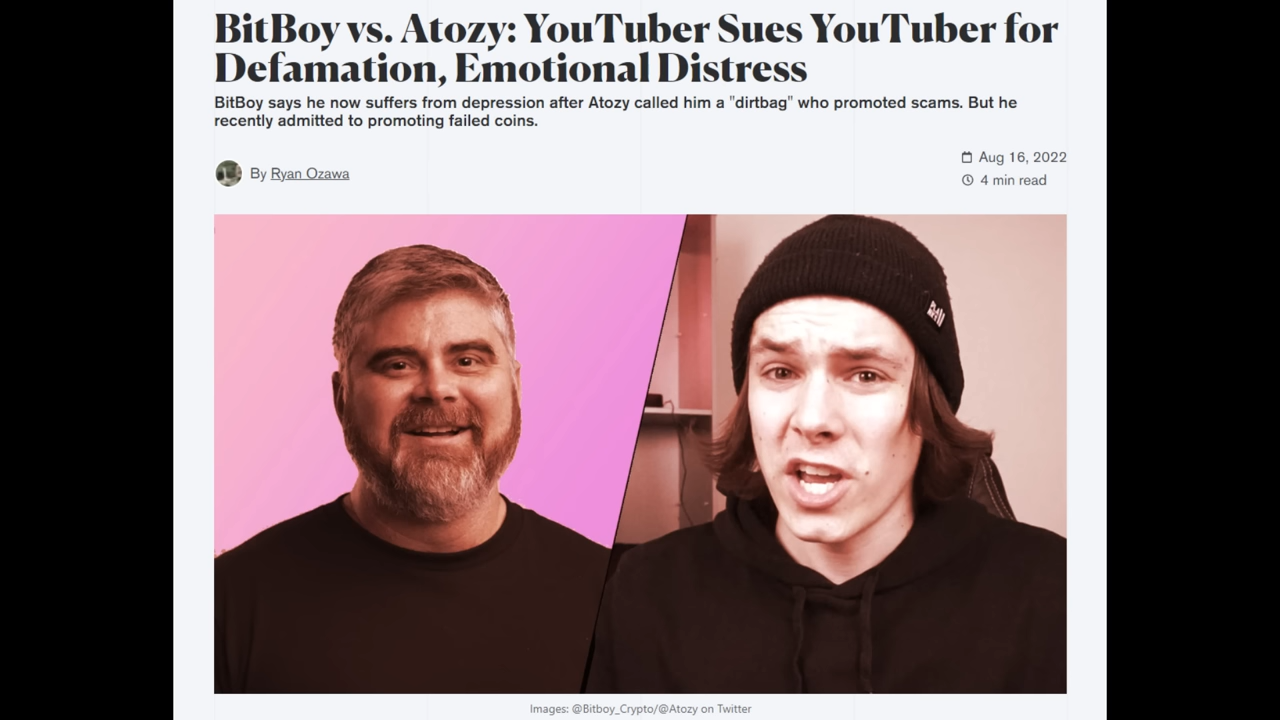 BitBoy vs. Atozy: YouTuber Sues YouTuber for
Defamation, Emotional Distress
BitBoy says he now suffers from depression after Atozy called him a "dirtbag" who promoted scams. But he
recently admitted to promoting failed coins.
By Ryan Ozawa
Aug 16, 2022
4 min read
Images: @Bitboy_Crypto/@Atozy on Twitter